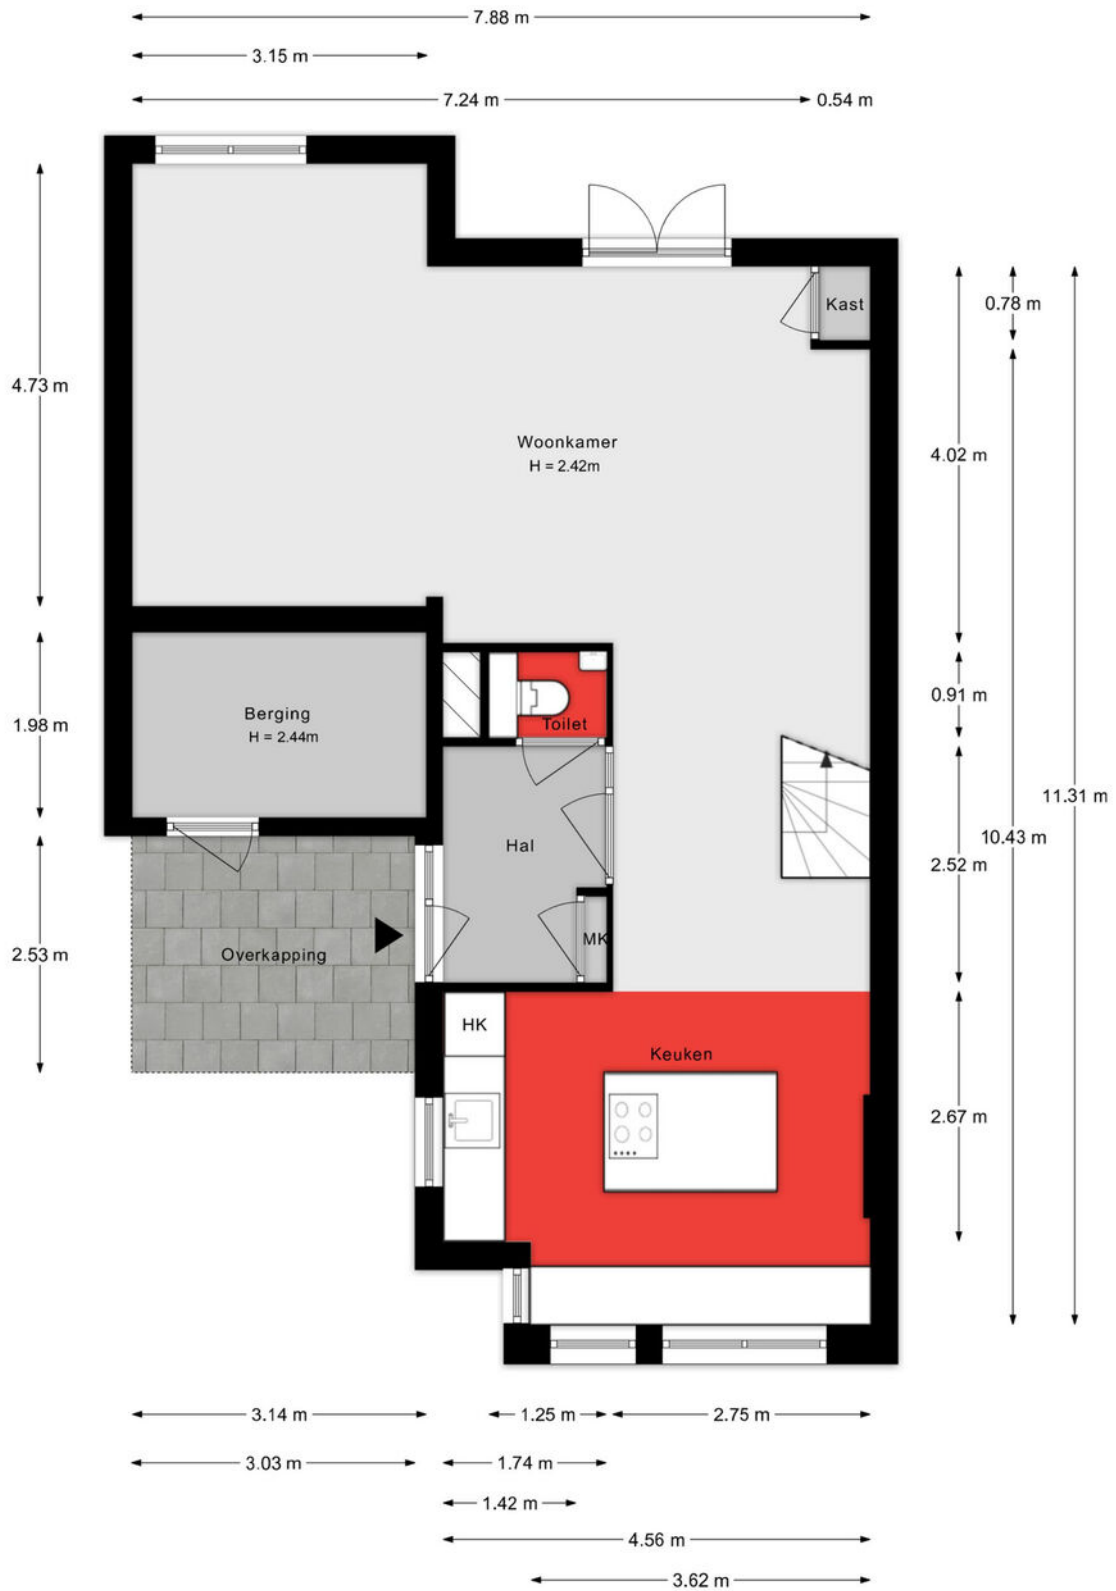 7.88 m
3.15 m
7.24 m
0.54 m
Kast
0.78 m
4.73 m
Woonkamer
H = 2.42m
4.02 m
Berging
H = 2.44m
1.98 m
Toilet
0.91 m
11.31 m
10.43 m
Hal
2.52 m
MK
Overkapping
2.53 m
HK
Keuken
2.67 m
3.14 m
1.25 m
2.75 m
3.03 m
1.74 m
1.42 m
4.56 m
3.62 m